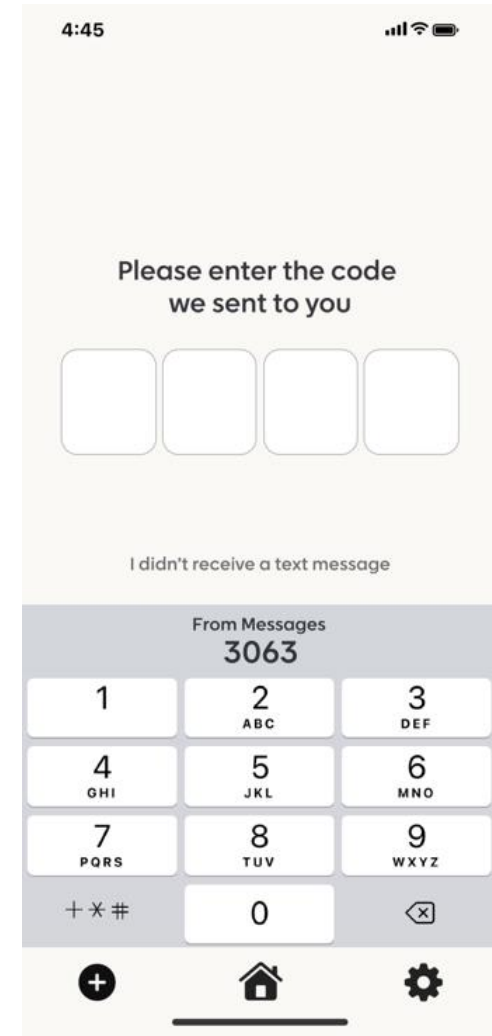 4:45
Please enter the code
we sent to you
I didn't receive a text message
From Messages
3063
1 2 3
ABC DEF
4 5 6
GHI JKL MNO
7 8 9
PQRS TUV WXYZ
+*# 0